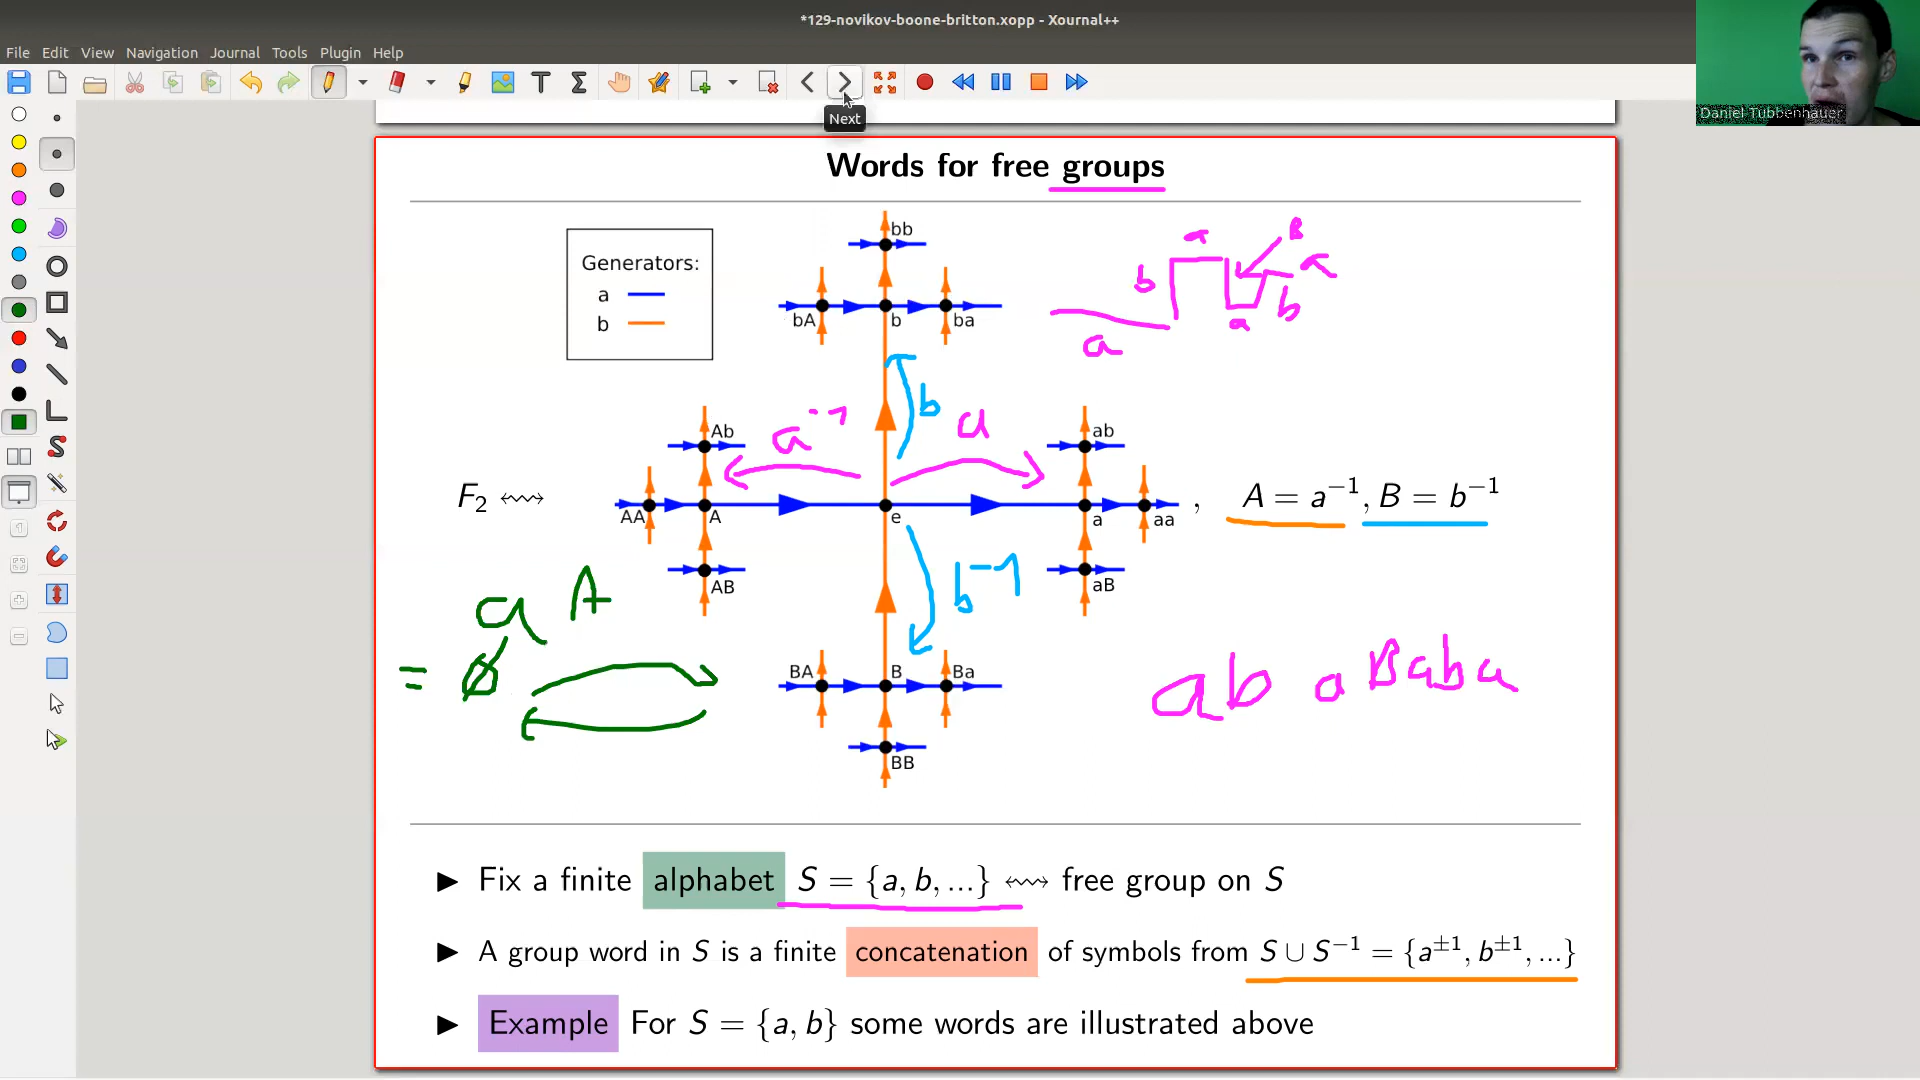 *129-novikov-boone-britton.xopp - Xournal++
File Edit View Navigation Journal Tools Plugin Help
Next
Daniel Tubbenhauer
Words for free groups
Generators:
a
b
bb
bA b ba
a
b
a
B
a
b
a
b
a⁻¹
a
Ab
ab
F₂ ↭
AA A e a aa , A = a⁻¹, B = b⁻¹
AB
aB
b⁻¹
a A
= ∅
BA B Ba
BB
ab aBaba
► Fix a finite alphabet S = {a, b, ...} ↭ free group on S
► A group word in S is a finite concatenation of symbols from S ∪ S⁻¹ = {a^{±1}, b^{±1}, ...}
► Example For S = {a, b} some words are illustrated above